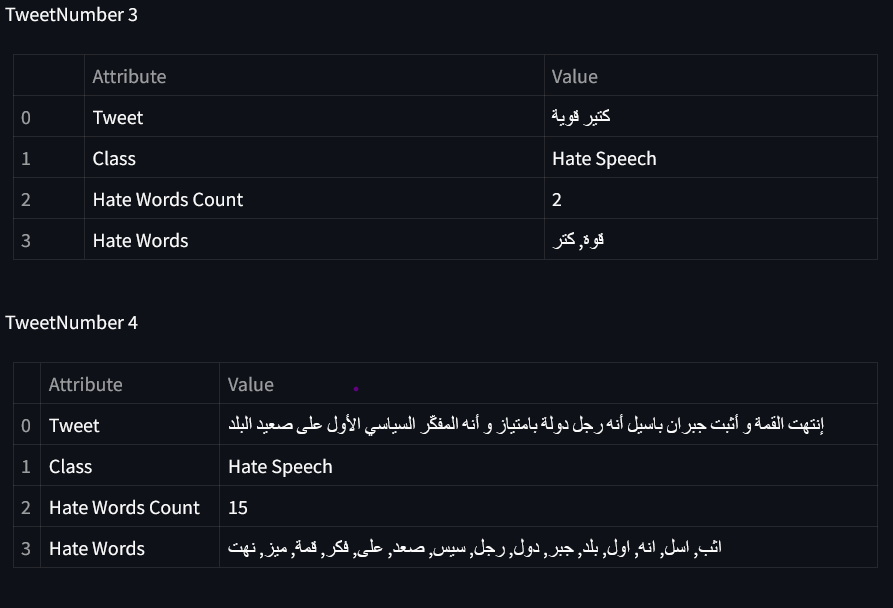 TweetNumber 3
Attribute Value
0 Tweet كتير قوية
1 Class Hate Speech
2 Hate Words Count 2
3 Hate Words قوة, كتر
TweetNumber 4
Attribute Value
0 Tweet إنتهت القمة و أثبت جبران باسيل أنه رجل دولة بامتياز و أنه المفكّر السياسي الأول على صعيد البلد
1 Class Hate Speech
2 Hate Words Count 15
3 Hate Words اثب, اسل, انه, اول, بلد, جبر, دول, رجل, سيس, صعد, على, فكر, قمة, ميز, نهت